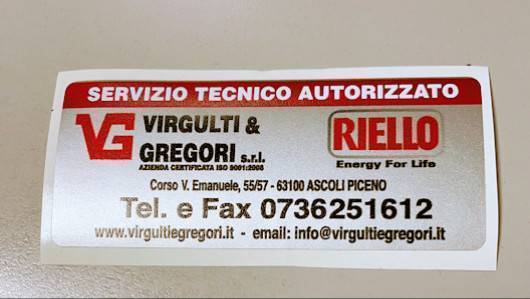 SERVIZIO TECNICO AUTORIZZATO
VG VIRGULTI &
GREGORI s.r.l.
AZIENDA CERTIFICATA ISO 9001:2008
RIELLO
Energy For Life
Corso V. Emanuele, 55/57 - 63100 ASCOLI PICENO
Tel. e Fax 0736251612
www.virgultiegregori.it - email: info@virgultiegregori.it